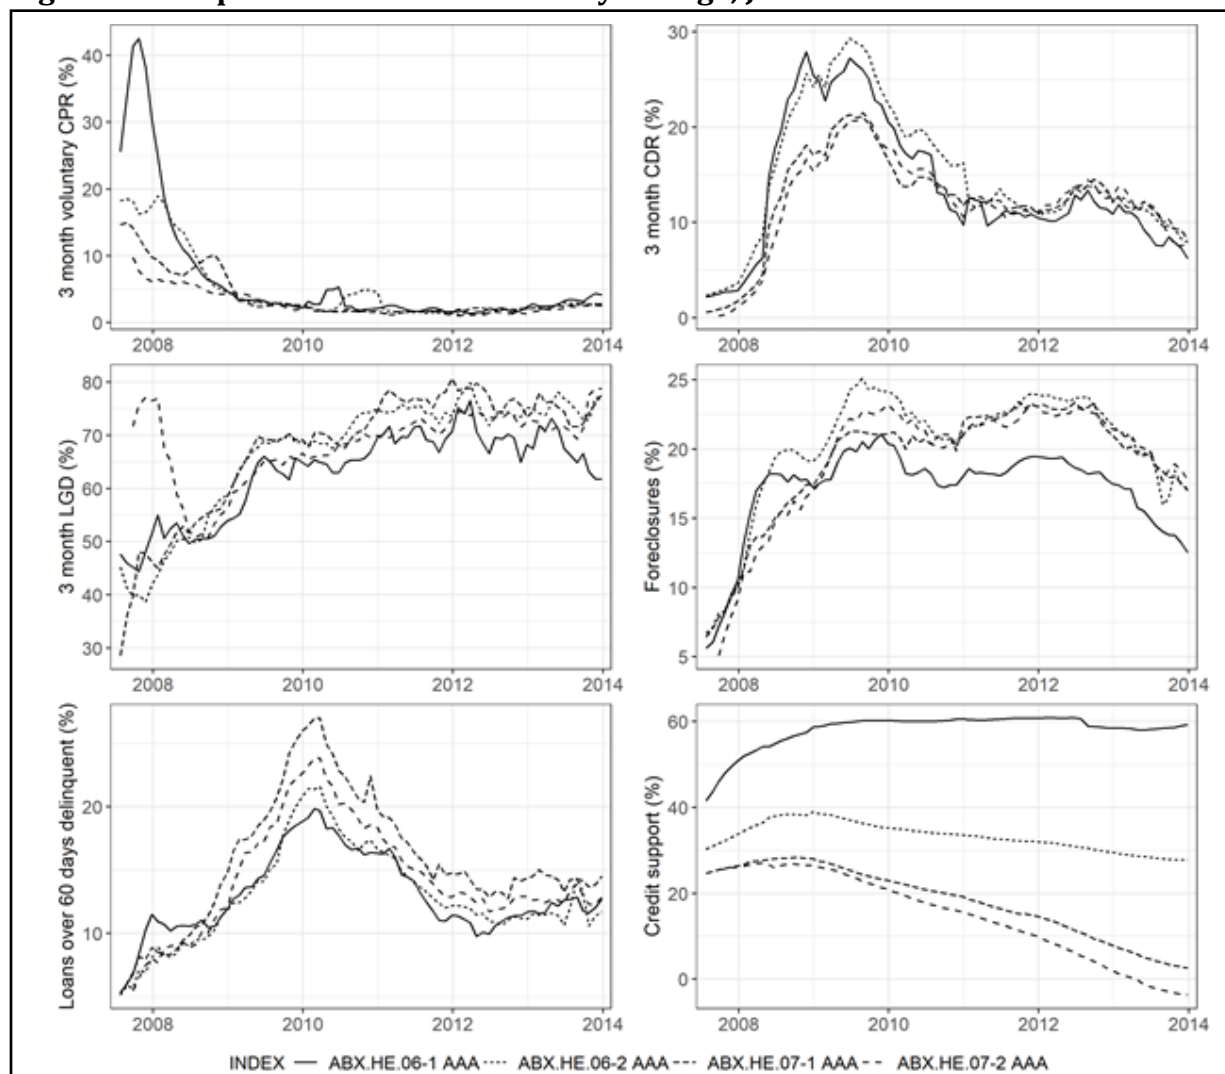 3 month voluntary CPR (%)
40
30
20
10
0
2008 2010 2012 2014
3 month CDR (%)
30
20
10
0
2008 2010 2012 2014
3 month LGD (%)
80
70
60
50
40
30
2008 2010 2012 2014
Foreclosures (%)
25
20
15
10
5
2008 2010 2012 2014
Loans over 60 days delinquent (%)
20
10
2008 2010 2012 2014
Credit support (%)
60
40
20
0
2008 2010 2012 2014
INDEX ABX.HE.06-1 AAA ABX.HE.06-2 AAA ABX.HE.07-1 AAA ABX.HE.07-2 AAA